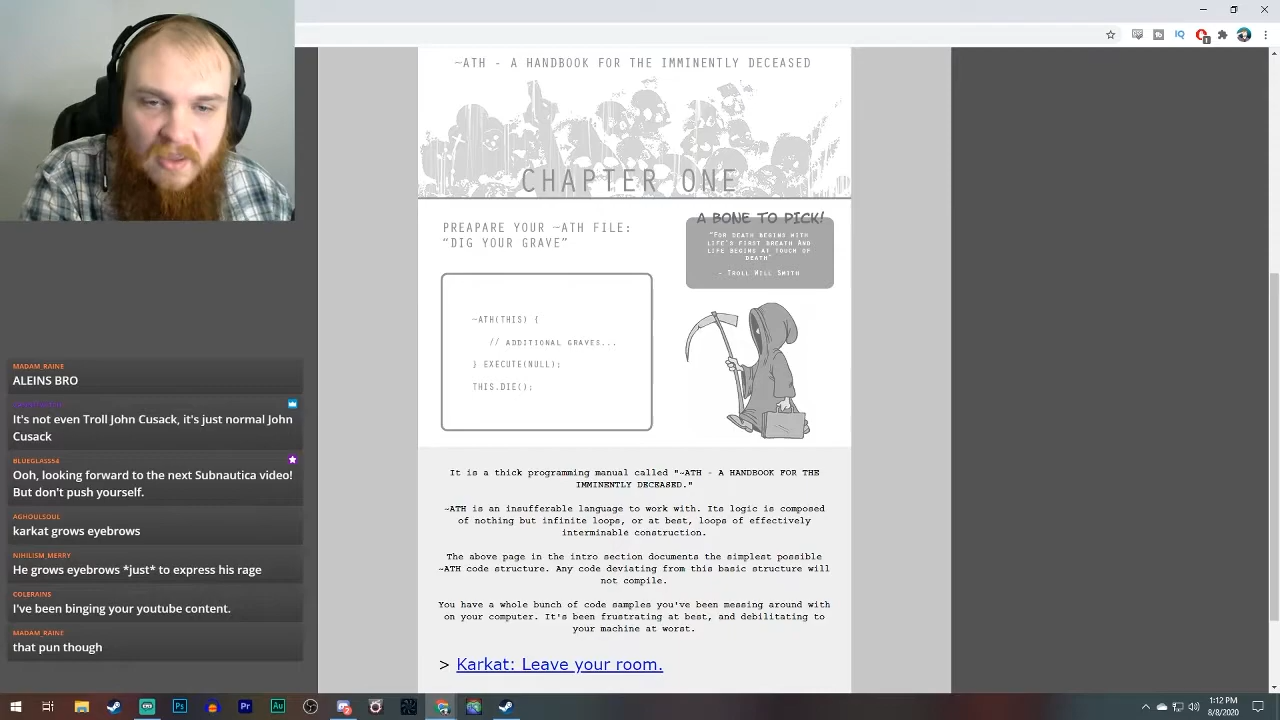 ~ATH - A HANDBOOK FOR THE IMMINENTLY DECEASED
CHAPTER ONE
PREAPARE YOUR ~ATH FILE:
"DIG YOUR GRAVE"
A BONE TO PICK!
"FOR DEATH BEGINS WITH
LIFE'S FIRST BREATH AND
LIFE BEGINS AT TOUCH OF
DEATH"
- TROLL WILL SMITH
~ATH(THIS) {
// ADDITIONAL GRAVES...
} EXECUTE(NULL);
THIS.DIE();
It is a thick programming manual called "~ATH - A HANDBOOK FOR THE
IMMINENTLY DECEASED."
~ATH is an insufferable language to work with. Its logic is composed
of nothing but infinite loops, or at best, loops of effectively
interminable construction.
The above page in the intro section documents the simplest possible
~ATH code structure. Any code deviating from this basic structure will
not compile.
You have a whole bunch of code samples you've been messing around with
on your computer. It's been frustrating at best, and debilitating to
your machine at worst.
> Karkat: Leave your room.
MADAM_RAINE
ALEINS BRO
It's not even Troll John Cusack, it's just normal John
Cusack
BLUEGLASS54
Ooh, looking forward to the next Subnautica video!
But don't push yourself.
AGHOULSOUL
karkat grows eyebrows
NIHILISM_MERRY
He grows eyebrows *just* to express his rage
COLERAINS
I've been binging your youtube content.
MADAM_RAINE
that pun though
IQ
1
Ps
Pr
Au
1:12 PM
8/8/2020